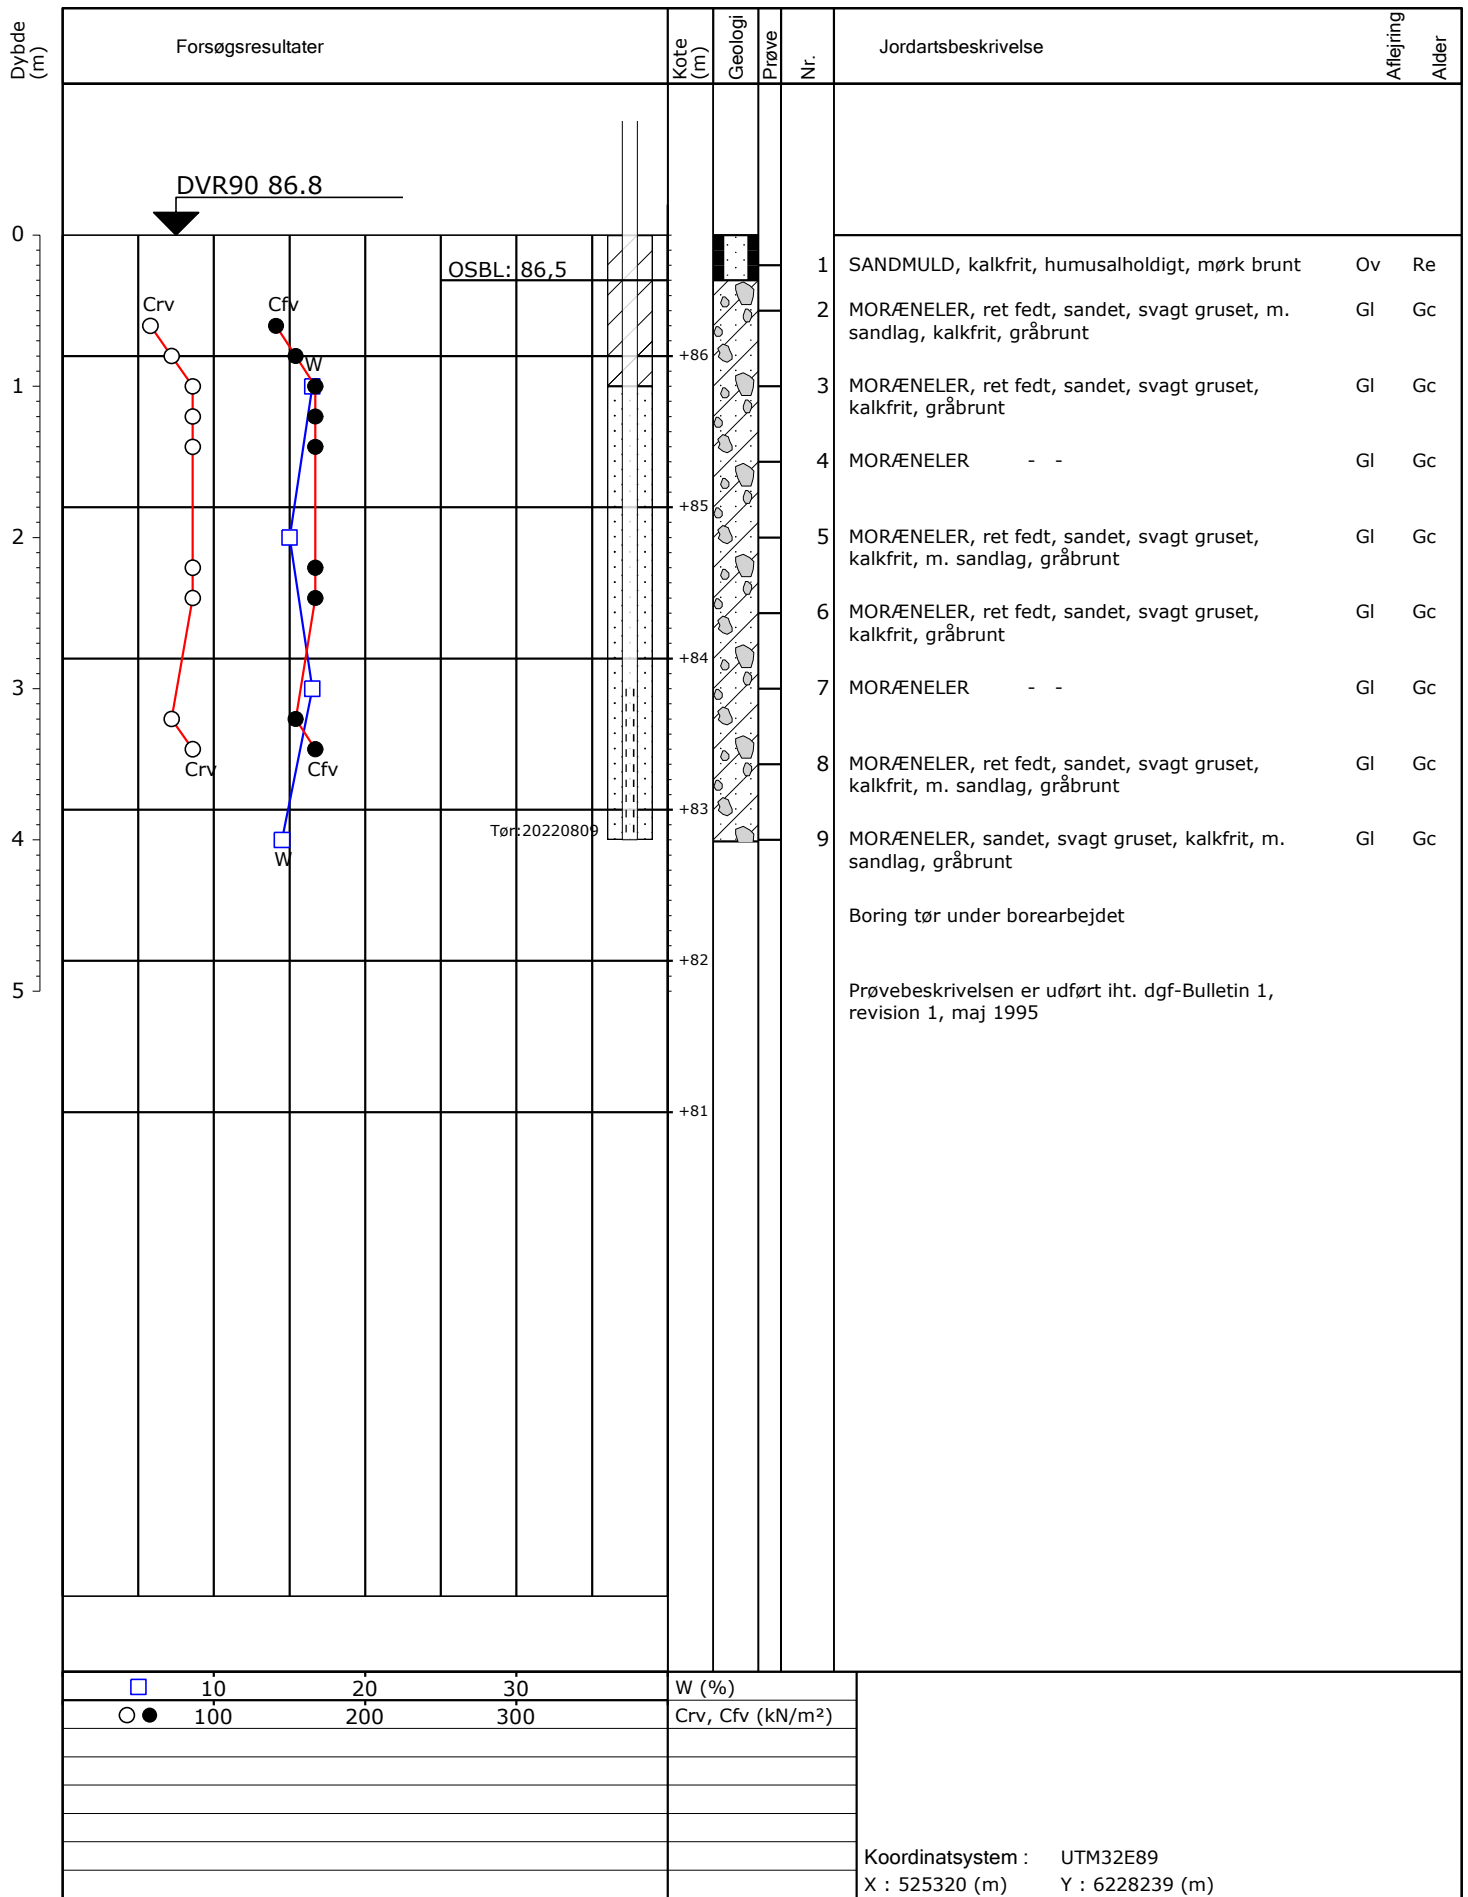 Dybde (m)
Forsøgsresultater
Kote (m)
Geologi
Prøve
Nr.
Jordartsbeskrivelse
Aflejring
Alder
DVR90 86.8
0
OSBL: 86,5
1 SANDMULD, kalkfrit, humusalholdigt, mørk brunt Ov Re
Crv Cfv
2 MORÆNELER, ret fedt, sandet, svagt gruset, m. Gl Gc
sandlag, kalkfrit, gråbrunt
+86
W
1
3 MORÆNELER, ret fedt, sandet, svagt gruset, Gl Gc
kalkfrit, gråbrunt
4 MORÆNELER - - Gl Gc
+85
2
5 MORÆNELER, ret fedt, sandet, svagt gruset, Gl Gc
kalkfrit, m. sandlag, gråbrunt
6 MORÆNELER, ret fedt, sandet, svagt gruset, Gl Gc
kalkfrit, gråbrunt
+84
3
7 MORÆNELER - - Gl Gc
Crv Cfv
8 MORÆNELER, ret fedt, sandet, svagt gruset, Gl Gc
kalkfrit, m. sandlag, gråbrunt
+83
Tør:20220809
4
9 MORÆNELER, sandet, svagt gruset, kalkfrit, m. Gl Gc
sandlag, gråbrunt
W
Boring tør under borearbejdet
+82
5
Prøvebeskrivelsen er udført iht. dgf-Bulletin 1,
revision 1, maj 1995
+81
10 20 30 W (%)
100 200 300 Crv, Cfv (kN/m²)
Koordinatsystem : UTM32E89
X : 525320 (m) Y : 6228239 (m)